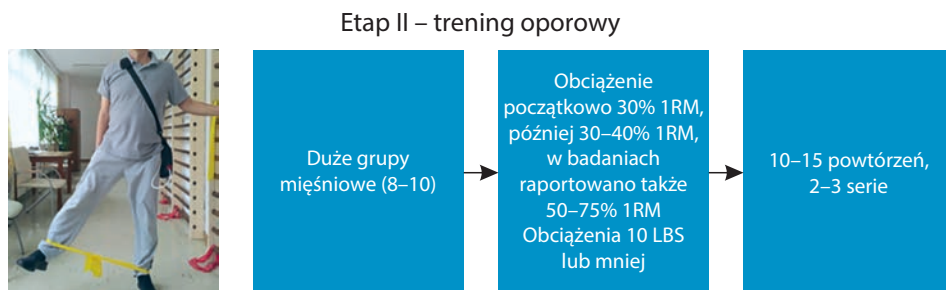 Etap II – trening oporowy
Duże grupy
mięśniowe (8–10)
Obciążenie
początkowo 30% 1RM,
później 30–40% 1RM,
w badaniach
raportowano także
50–75% 1RM
Obciążenia 10 LBS
lub mniej
10–15 powtórzeń,
2–3 serie